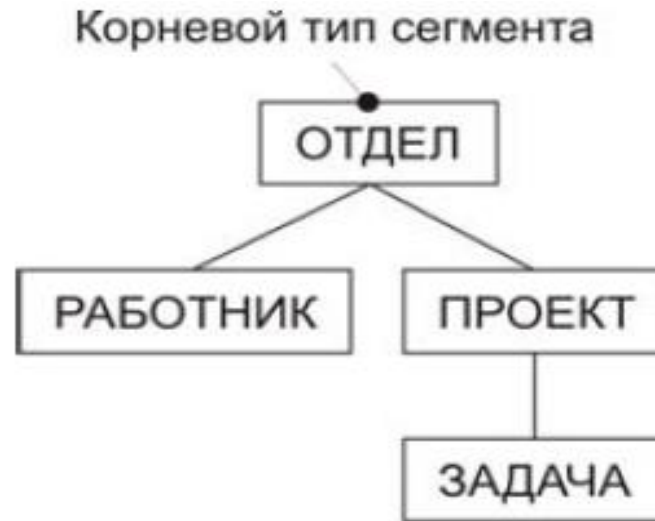 Корневой тип сегмента
ОТДЕЛ
РАБОТНИК
ПРОЕКТ
ЗАДАЧА